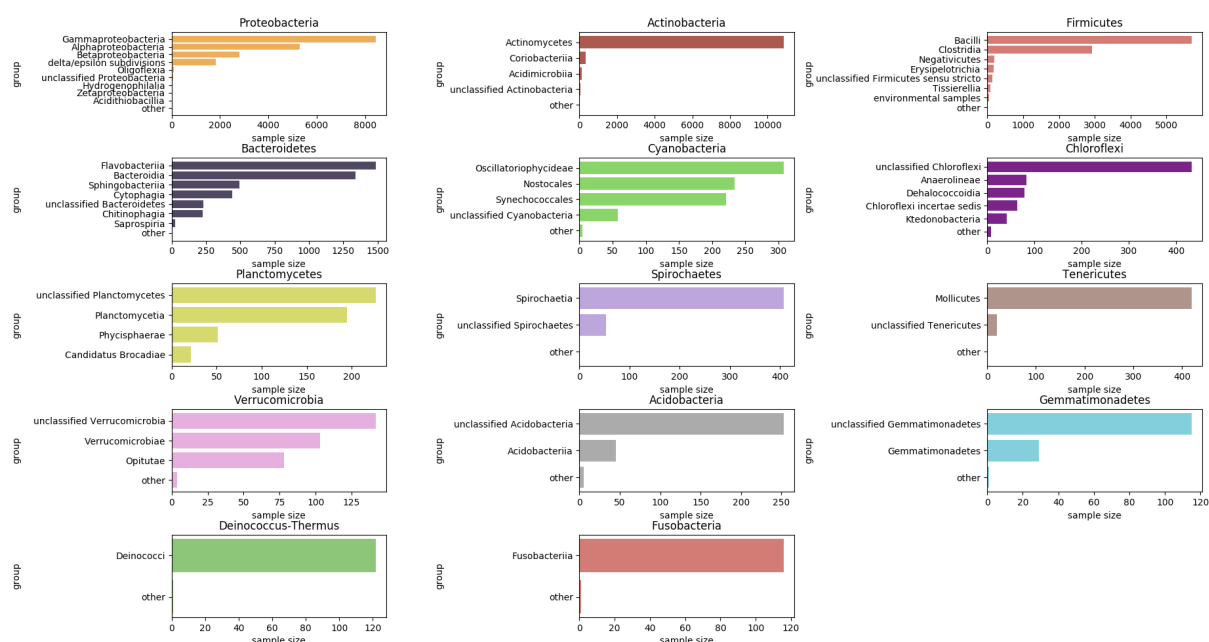 Proteobacteria
group
Gammaproteobacteria
Alphaproteobacteria
Betaproteobacteria
delta/epsilon subdivisions
Oligoflexia
unclassified Proteobacteria
Hydrogenophilalia
Zetaproteobacteria
Acidithiobacillia
other
0 2000 4000 6000 8000
sample size
Actinobacteria
group
Actinomycetes
Coriobacteriia
Acidimicrobiia
unclassified Actinobacteria
other
0 2000 4000 6000 8000 10000
sample size
Firmicutes
group
Bacilli
Clostridia
Negativicutes
Erysipelotrichia
unclassified Firmicutes sensu stricto
Tissierellia
environmental samples
other
0 1000 2000 3000 4000 5000
sample size
Bacteroidetes
group
Flavobacteriia
Bacteroidia
Sphingobacteriia
Cytophagia
unclassified Bacteroidetes
Chitinophagia
Saprospiria
other
0 250 500 750 1000 1250 1500
sample size
Cyanobacteria
group
Oscillatoriophycideae
Nostocales
Synechococcales
unclassified Cyanobacteria
other
0 50 100 150 200 250 300
sample size
Chloroflexi
group
unclassified Chloroflexi
Anaerolineae
Dehalococcoidia
Chloroflexi incertae sedis
Ktedonobacteria
other
0 100 200 300 400
sample size
Planctomycetes
group
unclassified Planctomycetes
Planctomycetia
Phycisphaerae
Candidatus Brocadiae
0 50 100 150 200
sample size
Spirochaetes
group
Spirochaetia
unclassified Spirochaetes
other
0 100 200 300 400
sample size
Tenericutes
group
Mollicutes
unclassified Tenericutes
other
0 100 200 300 400
sample size
Verrucomicrobia
group
unclassified Verrucomicrobia
Verrucomicrobiae
Opitutae
other
0 25 50 75 100 125
sample size
Acidobacteria
group
unclassified Acidobacteria
Acidobacteriia
other
0 50 100 150 200 250
sample size
Gemmatimonadetes
group
unclassified Gemmatimonadetes
Gemmatimonadetes
other
0 20 40 60 80 100 120
sample size
Deinococcus-Thermus
group
Deinococci
other
0 20 40 60 80 100 120
sample size
Fusobacteria
group
Fusobacteriia
other
0 20 40 60 80 100 120
sample size